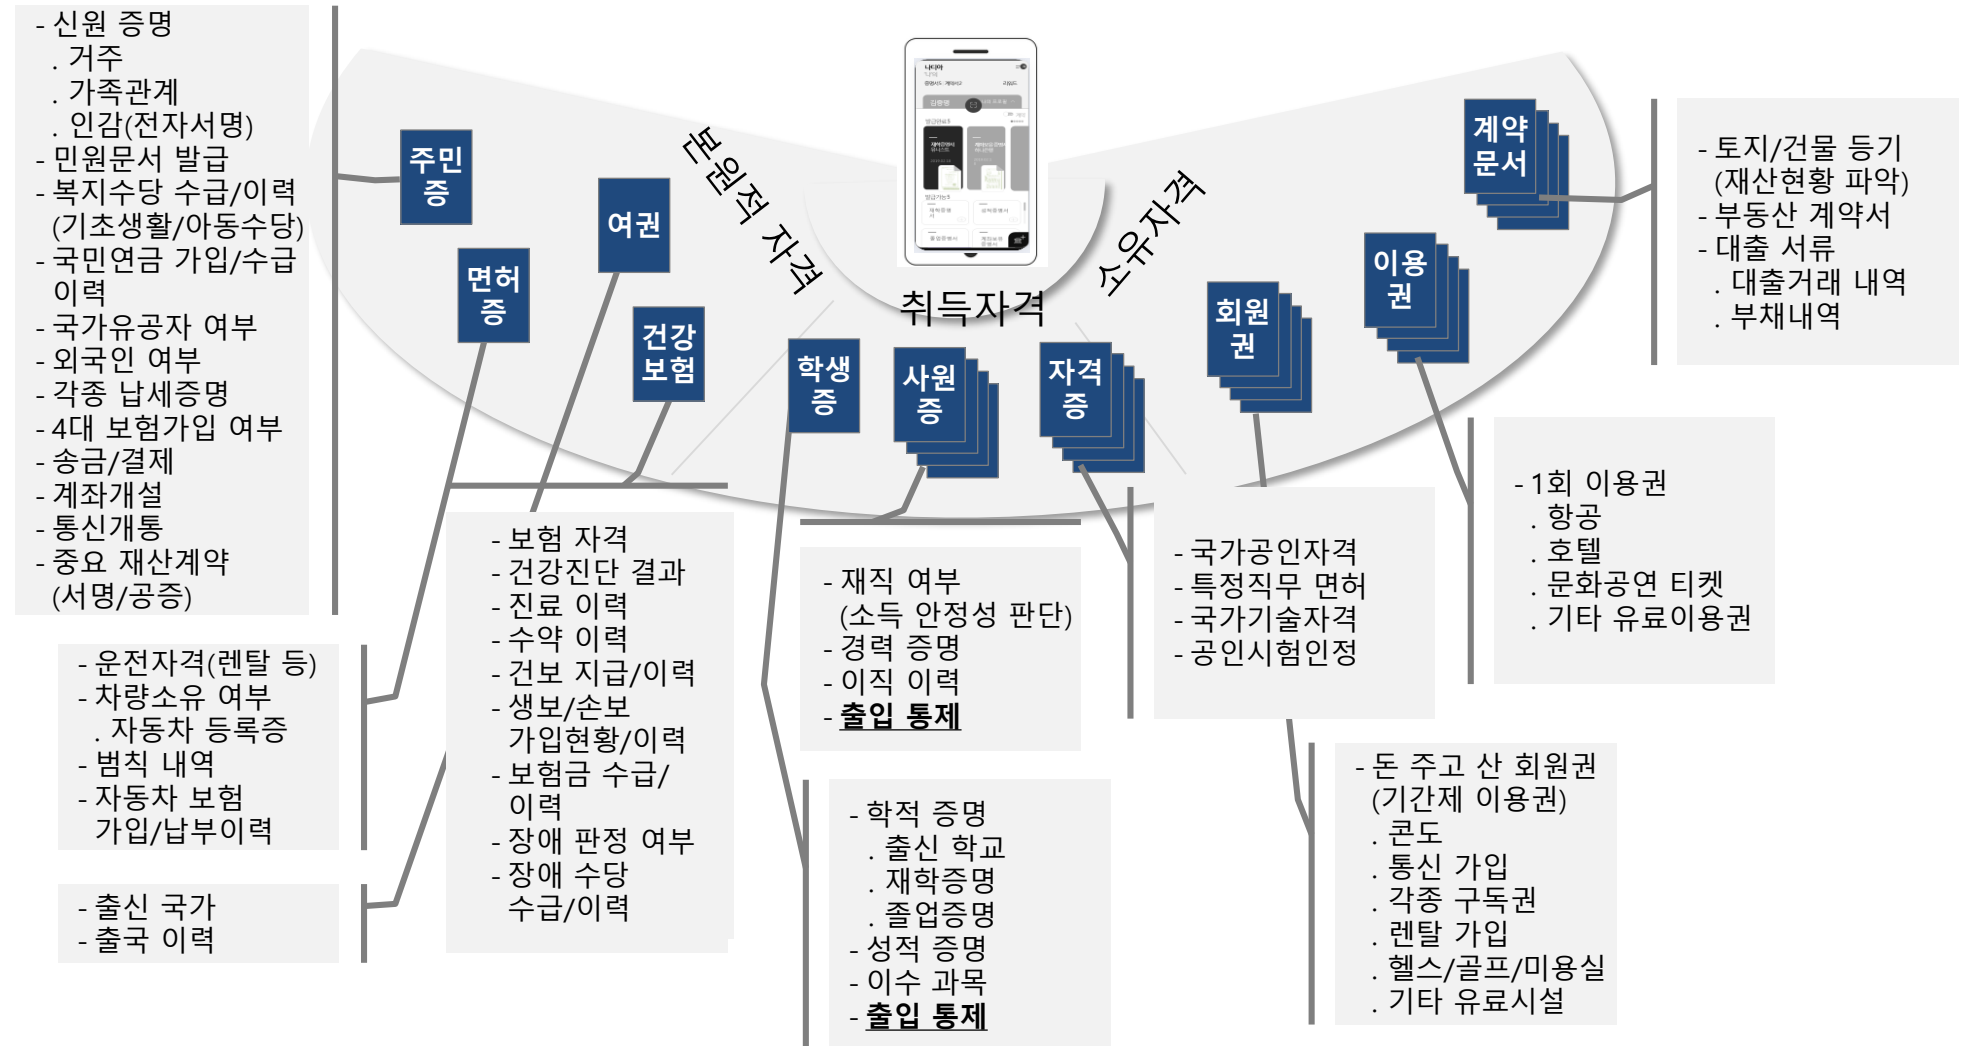 - 신원 증명
. 거주
. 가족관계
. 인감(전자서명)
- 민원문서 발급
- 복지수당 수급/이력
(기초생활/아동수당)
- 국민연금 가입/수급
이력
- 국가유공자 여부
- 외국인 여부
- 각종 납세증명
- 4대 보험가입 여부
- 송금/결제
- 계좌개설
- 통신개통
- 중요 재산계약
(서명/공증)
주민
증
면허
증
여권
건강
보험
본원적 자격
취득자격
소유자격
학생
증
사원
증
자격
증
회원
권
이용
권
계약
문서
- 토지/건물 등기
(재산현황 파악)
- 부동산 계약서
- 대출 서류
. 대출거래 내역
. 부채내역
- 운전자격(렌탈 등)
- 차량소유 여부
. 자동차 등록증
- 범칙 내역
- 자동차 보험
가입/납부이력
- 출신 국가
- 출국 이력
- 보험 자격
- 건강진단 결과
- 진료 이력
- 수약 이력
- 건보 지급/이력
- 생보/손보
가입현황/이력
- 보험금 수급/
이력
- 장애 판정 여부
- 장애 수당
수급/이력
- 재직 여부
(소득 안정성 판단)
- 경력 증명
- 이직 이력
- 출입 통제
- 학적 증명
. 출신 학교
. 재학증명
. 졸업증명
- 성적 증명
- 이수 과목
- 출입 통제
- 국가공인자격
- 특정직무 면허
- 국가기술자격
- 공인시험인정
- 1회 이용권
. 항공
. 호텔
. 문화공연 티켓
. 기타 유료이용권
- 돈 주고 산 회원권
(기간제 이용권)
. 콘도
. 통신 가입
. 각종 구독권
. 렌탈 가입
. 헬스/골프/미용실
. 기타 유료시설